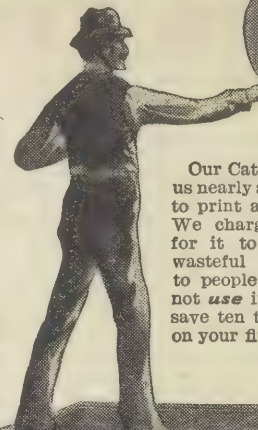 Our Cat
us nearly
to print a
We charg
for it to
wasteful
to people
not use i
save ten t
on your fi